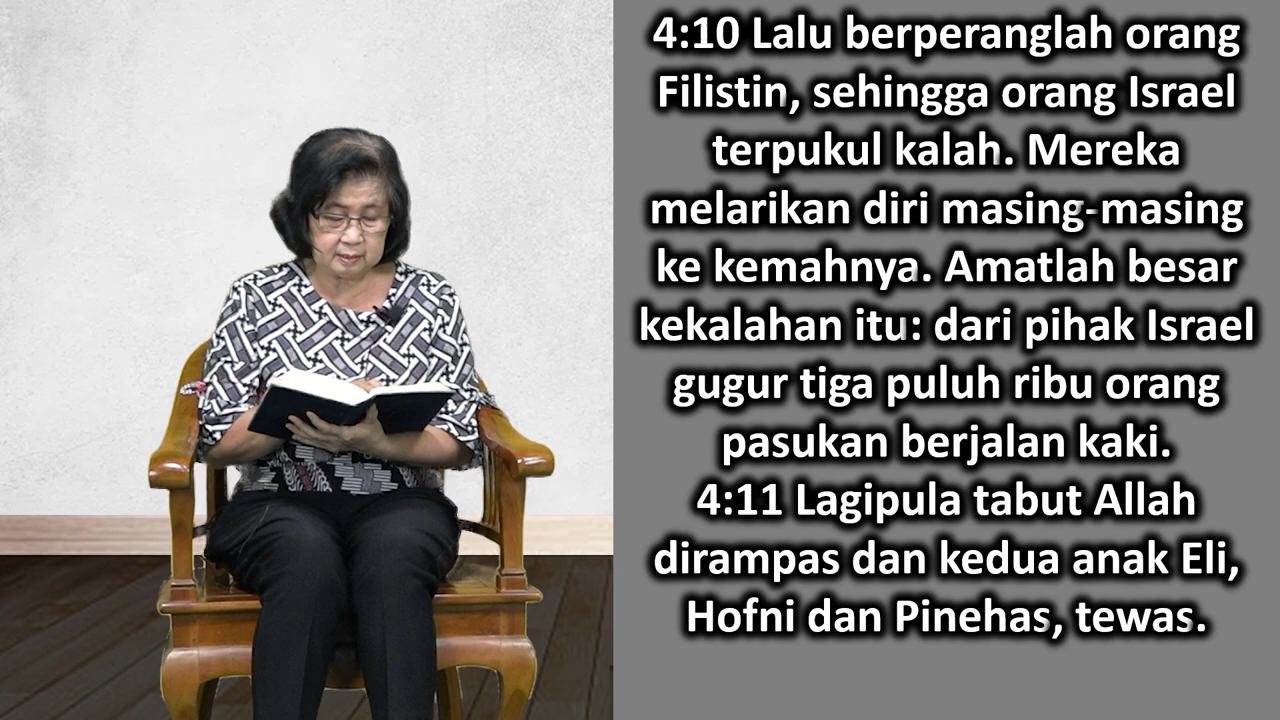 4:10 Lalu berperanglah orang
Filistin, sehingga orang Israel
terpukul kalah. Mereka
melarikan diri masing-masing
ke kemahnya. Amatlah besar
kekalahan itu: dari pihak Israel
gugur tiga puluh ribu orang
pasukan berjalan kaki.
4:11 Lagipula tabut Allah
dirampas dan kedua anak Eli,
Hofni dan Pinehas, tewas.